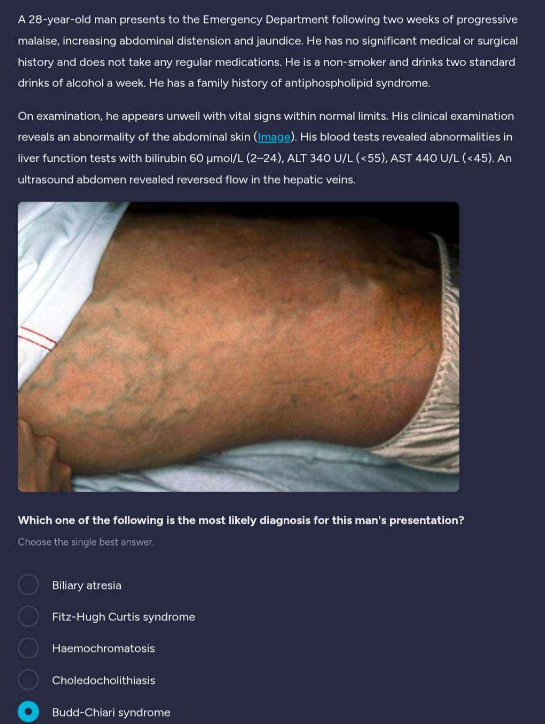 A 28-year-old man presents to the Emergency Department following two weeks of progressive
malaise, increasing abdominal distension and jaundice. He has no significant medical or surgical
history and does not take any regular medications. He is a non-smoker and drinks two standard
drinks of alcohol a week. He has a family history of antiphospholipid syndrome.
On examination, he appears unwell with vital signs within normal limits. His clinical examination
reveals an abnormality of the abdominal skin (Image). His blood tests revealed abnormalities in
liver function tests with bilirubin 60 µmol/L (2–24), ALT 340 U/L (<55), AST 440 U/L (<45). An
ultrasound abdomen revealed reversed flow in the hepatic veins.
Which one of the following is the most likely diagnosis for this man's presentation?
Choose the single best answer.
Biliary atresia
Fitz-Hugh Curtis syndrome
Haemochromatosis
Choledocholithiasis
Budd-Chiari syndrome